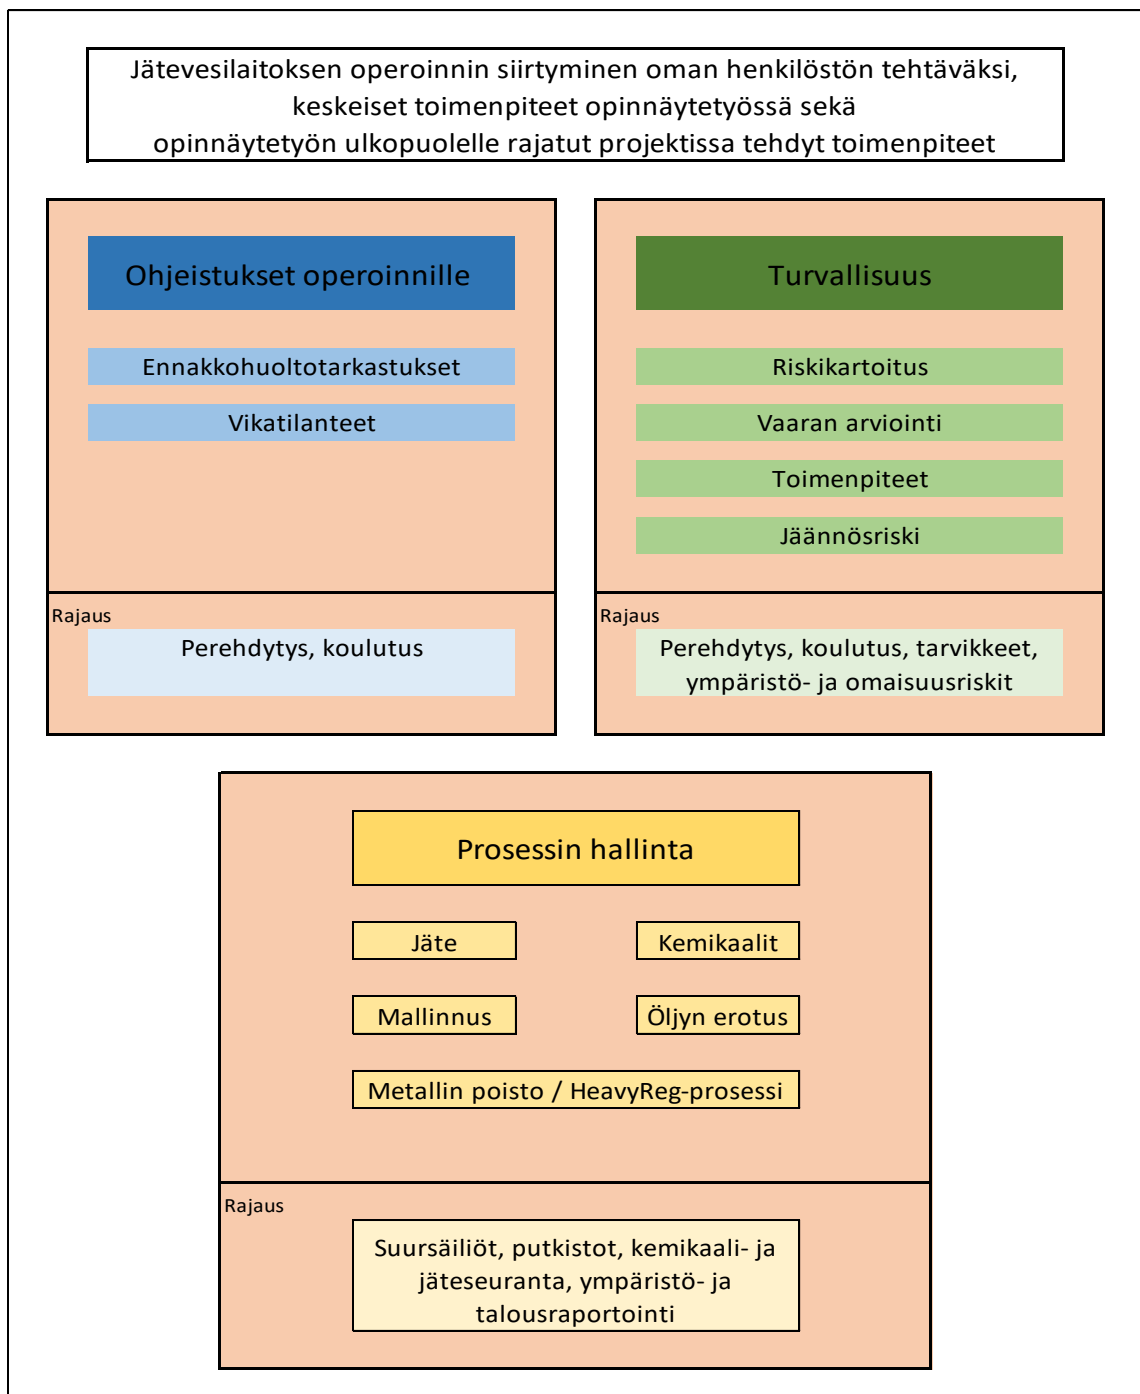 Jätevesilaitoksen operoinnin siirtyminen oman henkilöstön tehtäväksi,
keskeiset toimenpiteet opinnäytetyössä sekä
opinnäytetyön ulkopuolelle rajatut projektissa tehdyt toimenpiteet
Ohjeistukset operoinnille
Ennakkohuoltotarkastukset
Vikatilanteet
Rajaus
Perehdytys, koulutus
Turvallisuus
Riskikartoitus
Vaaran arviointi
Toimenpiteet
Jäännösriski
Rajaus
Perehdytys, koulutus, tarvikkeet,
ympäristö- ja omaisuusriskit
Prosessin hallinta
Jäte
Kemikaalit
Mallinnus
Öljyn erotus
Metallin poisto / HeavyReg-prosessi
Rajaus
Suursäiliöt, putkistot, kemikaali- ja
jäteseuranta, ympäristö- ja
talousraportointi